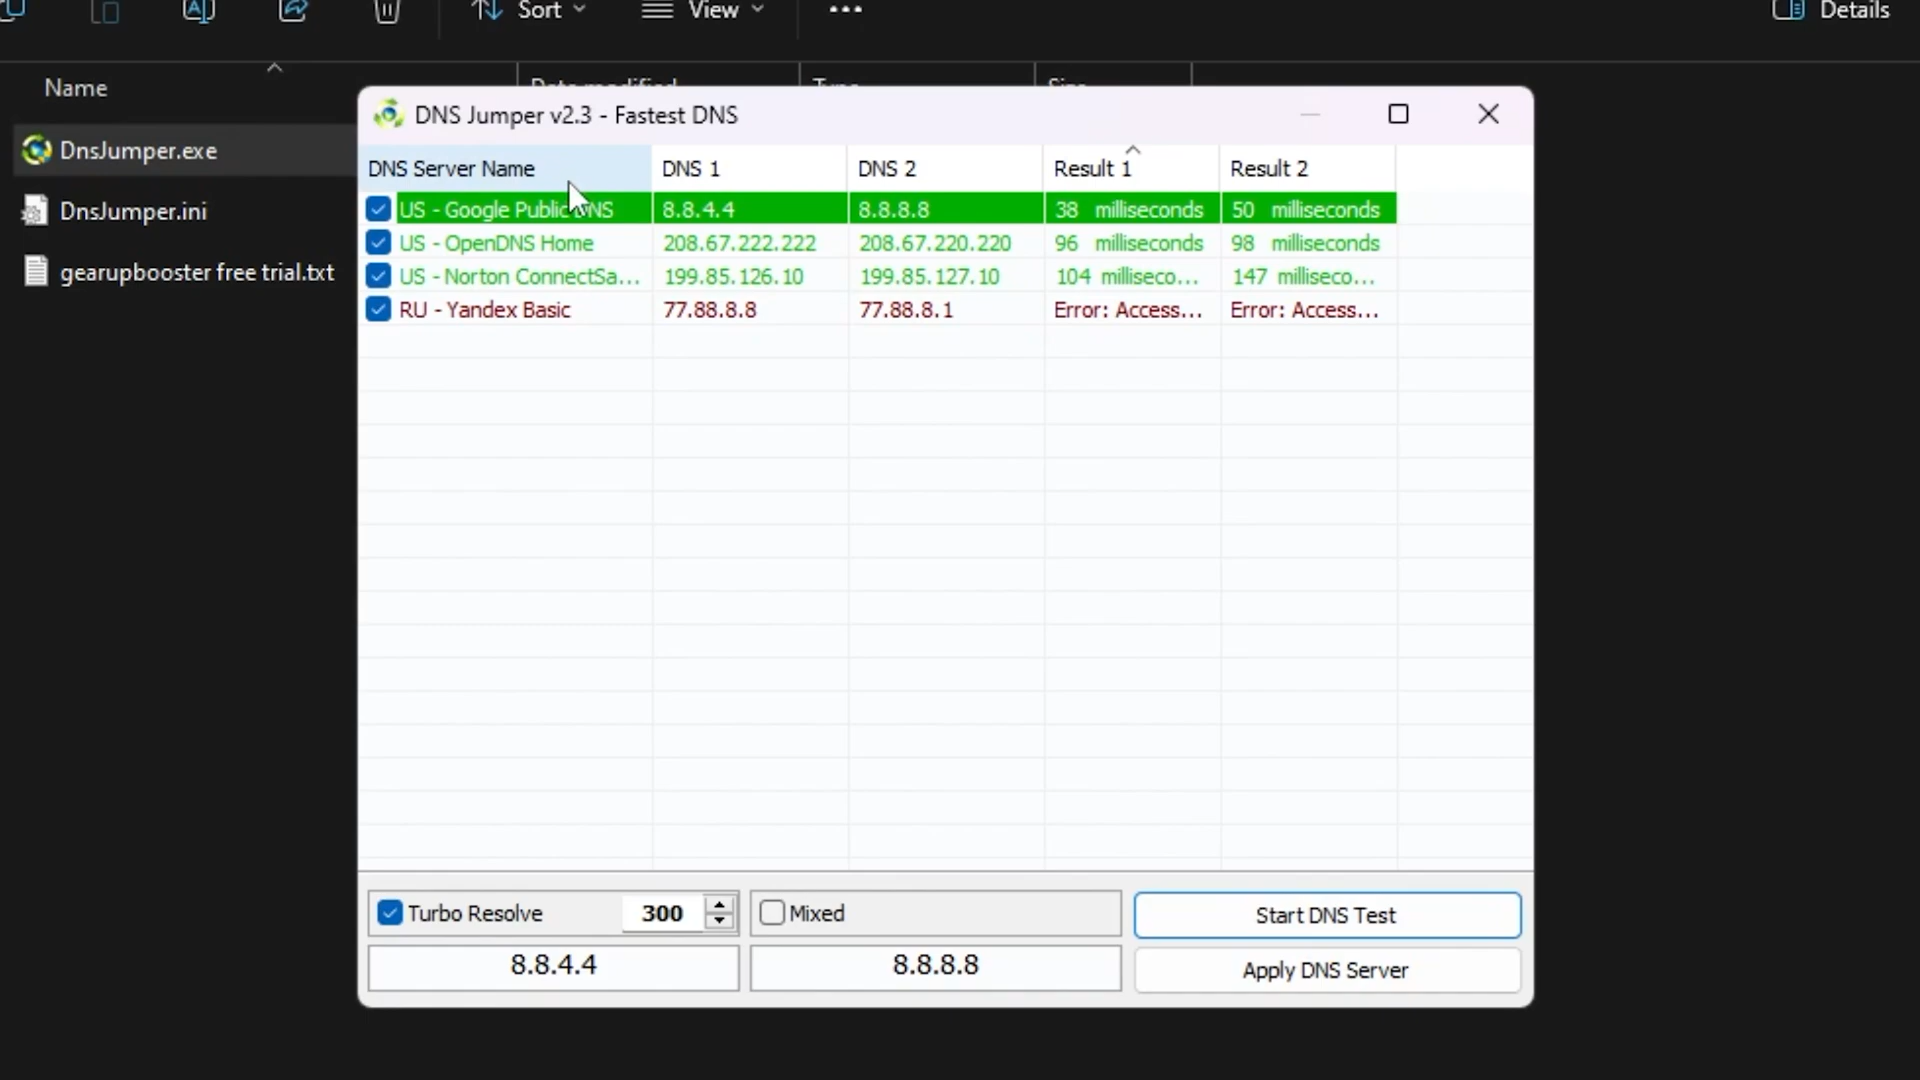 Sort
View
Details
Name
DnsJumper.exe
DnsJumper.ini
gearupbooster free trial.txt
DNS Jumper v2.3 - Fastest DNS
DNS Server Name DNS 1 DNS 2 Result 1 Result 2
US - Google Public DNS 8.8.4.4 8.8.8.8 38 milliseconds 50 milliseconds
US - OpenDNS Home 208.67.222.222 208.67.220.220 96 milliseconds 98 milliseconds
US - Norton ConnectSa... 199.85.126.10 199.85.127.10 104 milliseco... 147 milliseco...
RU - Yandex Basic 77.88.8.8 77.88.8.1 Error: Access... Error: Access...
Turbo Resolve 300 Mixed Start DNS Test
8.8.4.4 8.8.8.8 Apply DNS Server